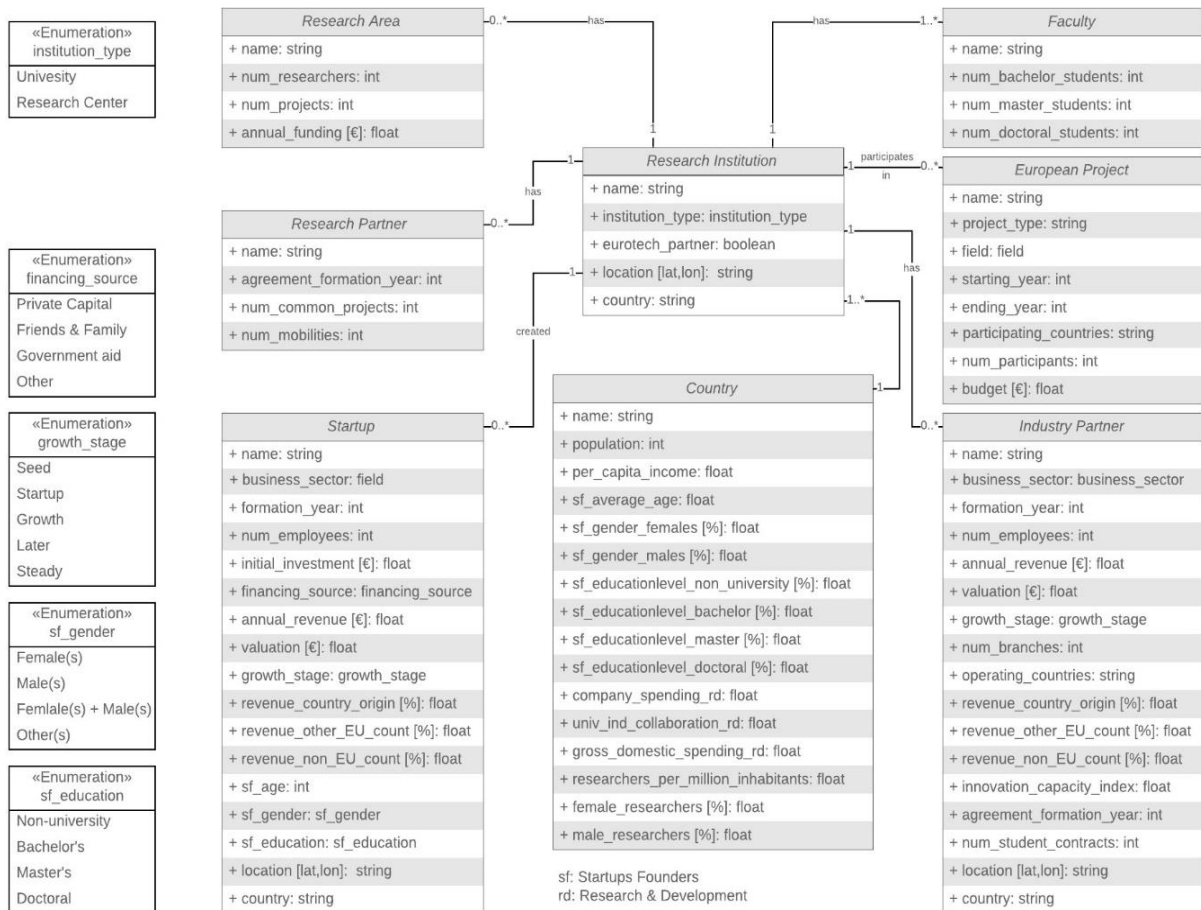 «Enumeration»
institution_type
Univesity
Research Center
«Enumeration»
financing_source
Private Capital
Friends & Family
Government aid
Other
«Enumeration»
growth_stage
Seed
Startup
Growth
Later
Steady
«Enumeration»
sf_gender
Female(s)
Male(s)
Femlale(s) + Male(s)
Other(s)
«Enumeration»
sf_education
Non-university
Bachelor's
Master's
Doctoral
Research Area
+ name: string
+ num_researchers: int
+ num_projects: int
+ annual_funding [€]: float
0..*
has
1
Research Partner
+ name: string
+ agreement_formation_year: int
+ num_common_projects: int
+ num_mobilities: int
0..*
has
1
Startup
+ name: string
+ business_sector: field
+ formation_year: int
+ num_employees: int
+ initial_investment [€]: float
+ financing_source: financing_source
+ annual_revenue [€]: float
+ valuation [€]: float
+ growth_stage: growth_stage
+ revenue_country_origin [%]: float
+ revenue_other_EU_count [%]: float
+ revenue_non_EU_count [%]: float
+ sf_age: int
+ sf_gender: sf_gender
+ sf_education: sf_education
+ location [lat,lon]: string
+ country: string
0..*
created
1
Research Institution
+ name: string
+ institution_type: institution_type
+ eurotech_partner: boolean
+ location [lat,lon]: string
+ country: string
1..*
1
Country
+ name: string
+ population: int
+ per_capita_income: float
+ sf_average_age: float
+ sf_gender_females [%]: float
+ sf_gender_males [%]: float
+ sf_educationlevel_non_university [%]: float
+ sf_educationlevel_bachelor [%]: float
+ sf_educationlevel_master [%]: float
+ sf_educationlevel_doctoral [%]: float
+ company_spending_rd: float
+ univ_ind_collaboration_rd: float
+ gross_domestic_spending_rd: float
+ researchers_per_million_inhabitants: float
+ female_researchers [%]: float
+ male_researchers [%]: float
sf: Startups Founders
rd: Research & Development
has
1..*
1
Faculty
+ name: string
+ num_bachelor_students: int
+ num_master_students: int
+ num_doctoral_students: int
1
participates
in
0..*
European Project
+ name: string
+ project_type: string
+ field: field
+ starting_year: int
+ ending_year: int
+ participating_countries: string
+ num_participants: int
+ budget [€]: float
1
has
0..*
Industry Partner
+ name: string
+ business_sector: business_sector
+ formation_year: int
+ num_employees: int
+ annual_revenue [€]: float
+ valuation [€]: float
+ growth_stage: growth_stage
+ num_branches: int
+ operating_countries: string
+ revenue_country_origin [%]: float
+ revenue_other_EU_count [%]: float
+ revenue_non_EU_count [%]: float
+ innovation_capacity_index: float
+ agreement_formation_year: int
+ num_student_contracts: int
+ location [lat,lon]: string
+ country: string